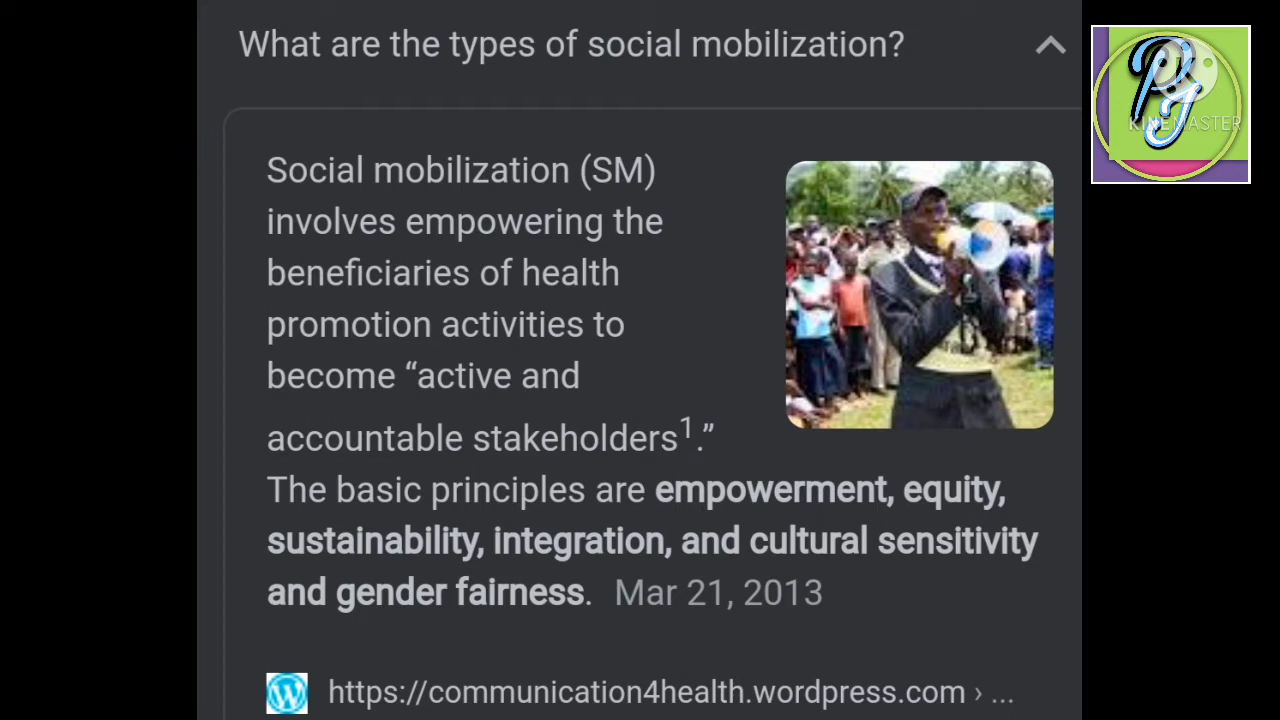 What are the types of social mobilization?
Social mobilization (SM)
involves empowering the
beneficiaries of health
promotion activities to
become “active and
accountable stakeholders¹.”
The basic principles are empowerment, equity,
sustainability, integration, and cultural sensitivity
and gender fairness. Mar 21, 2013
https://communication4health.wordpress.com › ...
PJ
KINEMASTER